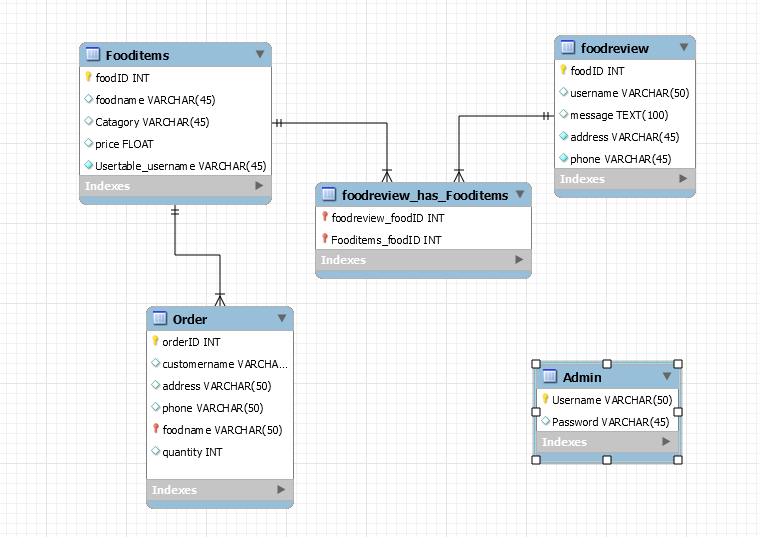 Fooditems
foodID INT
foodname VARCHAR(45)
Catagory VARCHAR(45)
price FLOAT
Usertable_username VARCHAR(45)
Indexes
foodreview
foodID INT
username VARCHAR(50)
message TEXT(100)
address VARCHAR(45)
phone VARCHAR(45)
Indexes
foodreview_has_Fooditems
foodreview_foodID INT
Fooditems_foodID INT
Indexes
Order
orderID INT
customername VARCHA...
address VARCHAR(50)
phone VARCHAR(50)
foodname VARCHAR(50)
quantity INT
Indexes
Admin
Username VARCHAR(50)
Password VARCHAR(45)
Indexes